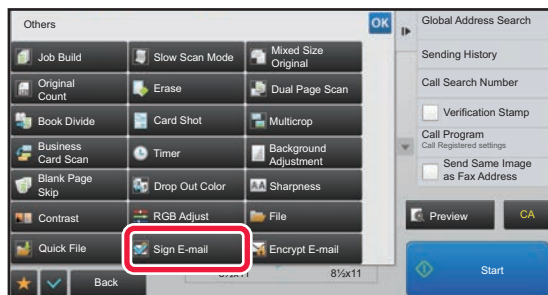 Others
OK
Job Build
Slow Scan Mode
Mixed Size
Original
Original
Count
Erase
Dual Page Scan
Book Divide
Card Shot
Multicrop
Business
Card Scan
Timer
Background
Adjustment
Blank Page
Skip
Drop Out Color
AA Sharpness
Contrast
RGB Adjust
File
Quick File
Sign E-mail
Encrypt E-mail
Back
8½x11
Global Address Search
Sending History
Call Search Number
Verification Stamp
Call Program
Call Registered settings
Send Same Image
as Fax Address
Preview
CA
Start